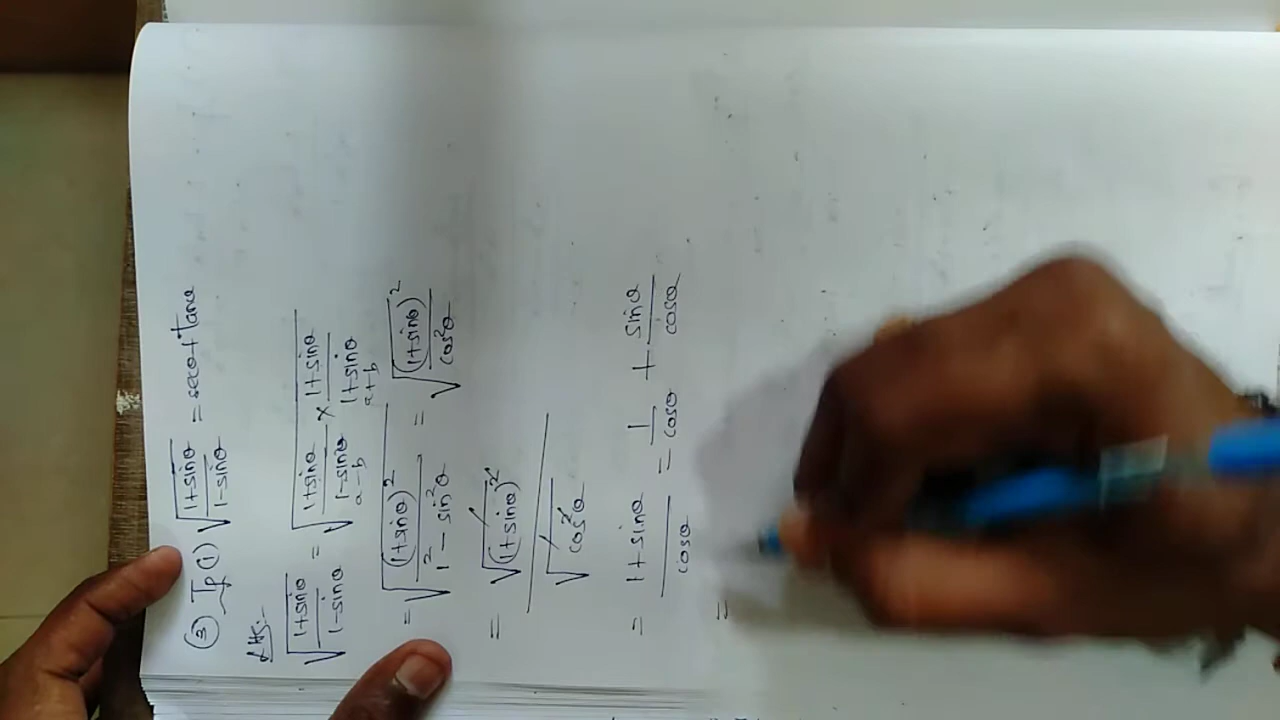 (3) Tp (i) √(1+sinθ / 1-sinθ) = secθ+tanθ
LHS:-
√(1+sinθ / 1-sinθ) = √(1+sinθ / 1-sinθ × 1+sinθ / 1+sinθ)
a-b a+b
= √((1+sinθ)² / 1² - sin²θ) = √((1+sinθ)² / cos²θ)
= √(1+sinθ)² / √cos²θ
= 1+sinθ / cosθ = 1 / cosθ + sinθ / cosθ
=